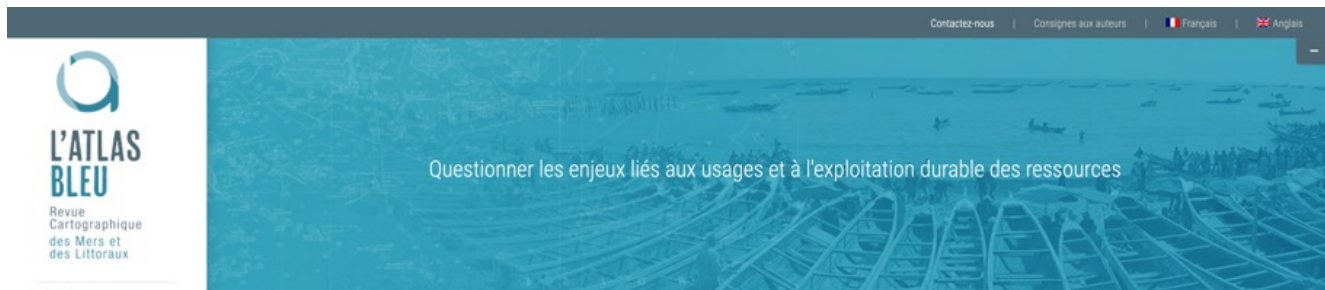 Contactez-nous | Consignes aux auteurs | Français | Anglais
L'ATLAS
BLEU
Revue
Cartographique
des Mers et
des Littoraux
Questionner les enjeux liés aux usages et à l'exploitation durable des ressources